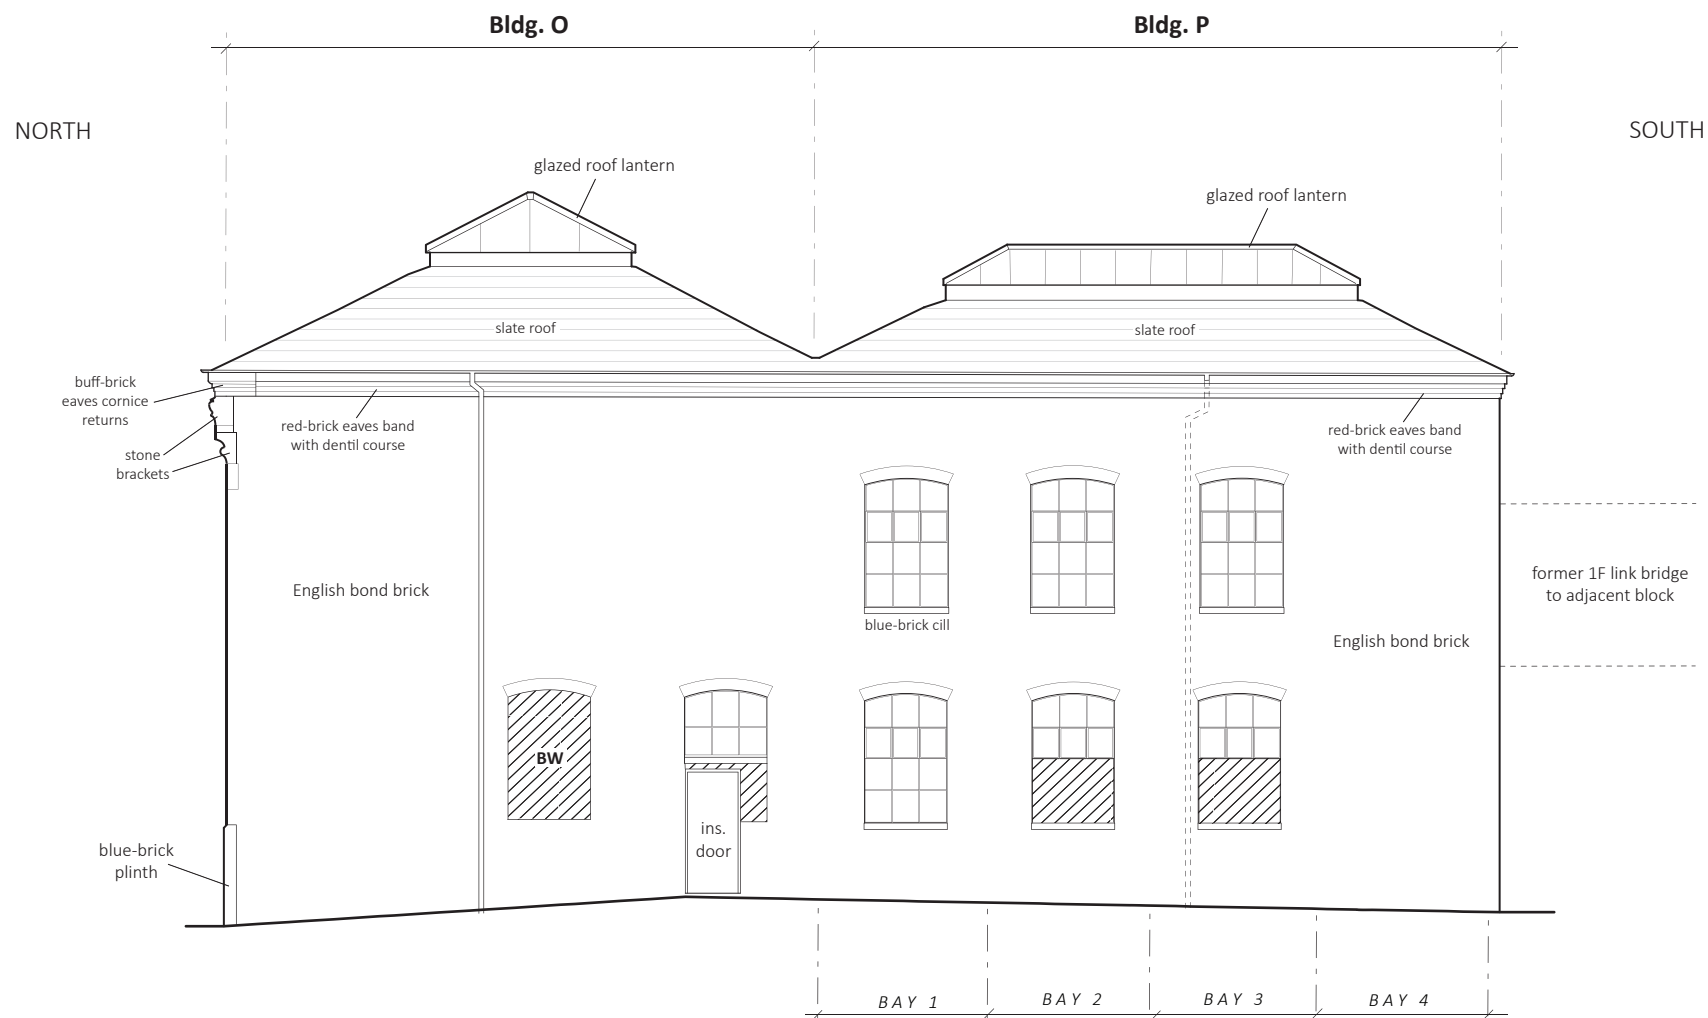 Bldg. O
Bldg. P
NORTH
SOUTH
glazed roof lantern
glazed roof lantern
slate roof
slate roof
buff-brick
eaves cornice
returns
red-brick eaves band
with dentil course
red-brick eaves band
with dentil course
stone
brackets
English bond brick
former 1F link bridge
to adjacent block
blue-brick cill
English bond brick
BW
ins.
door
blue-brick
plinth
BAY 1
BAY 2
BAY 3
BAY 4